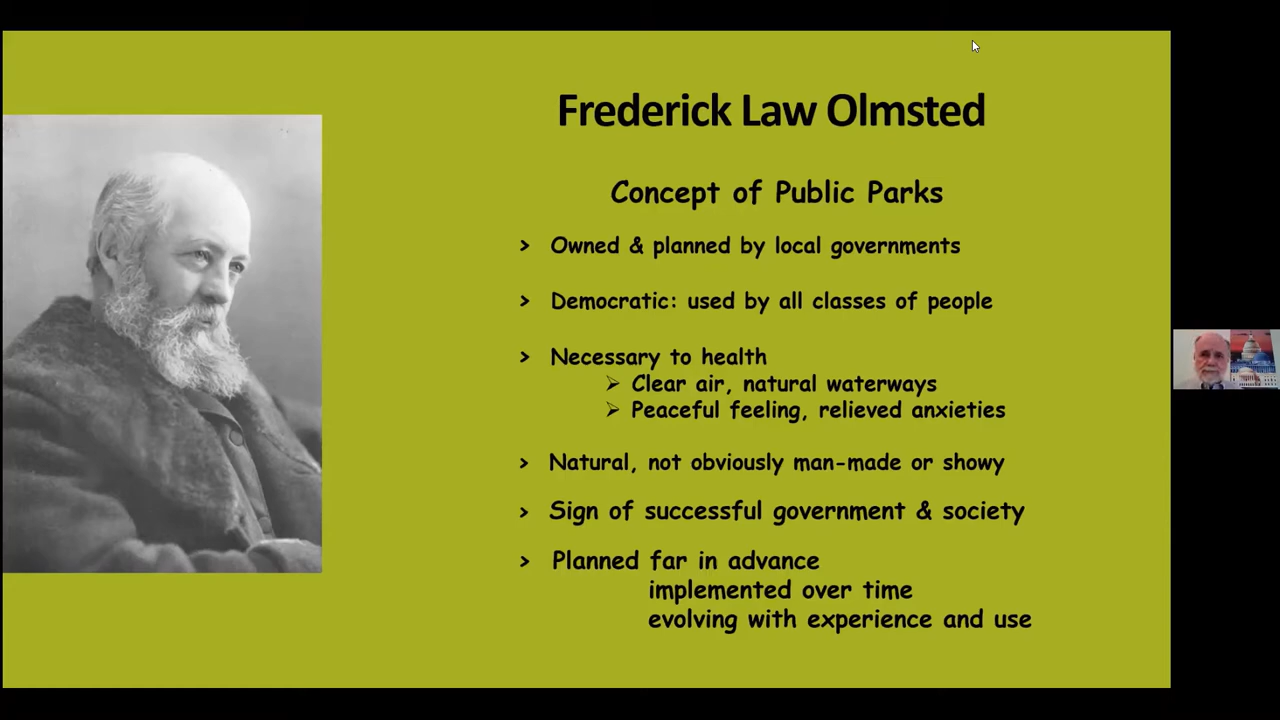 Frederick Law Olmsted
Concept of Public Parks
> Owned & planned by local governments
> Democratic: used by all classes of people
> Necessary to health
➢ Clear air, natural waterways
➢ Peaceful feeling, relieved anxieties
> Natural, not obviously man-made or showy
> Sign of successful government & society
> Planned far in advance
implemented over time
evolving with experience and use